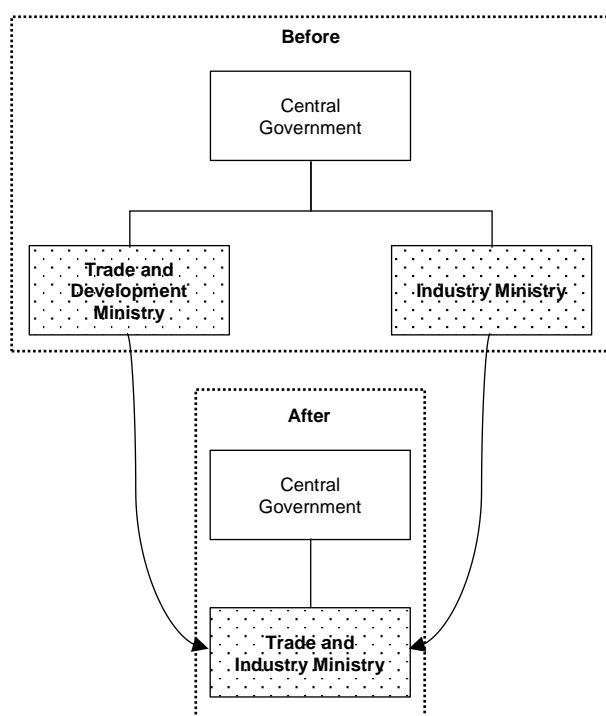 Before
Central
Government
Trade and
Development
Ministry
Industry Ministry
After
Central
Government
Trade and
Industry Ministry